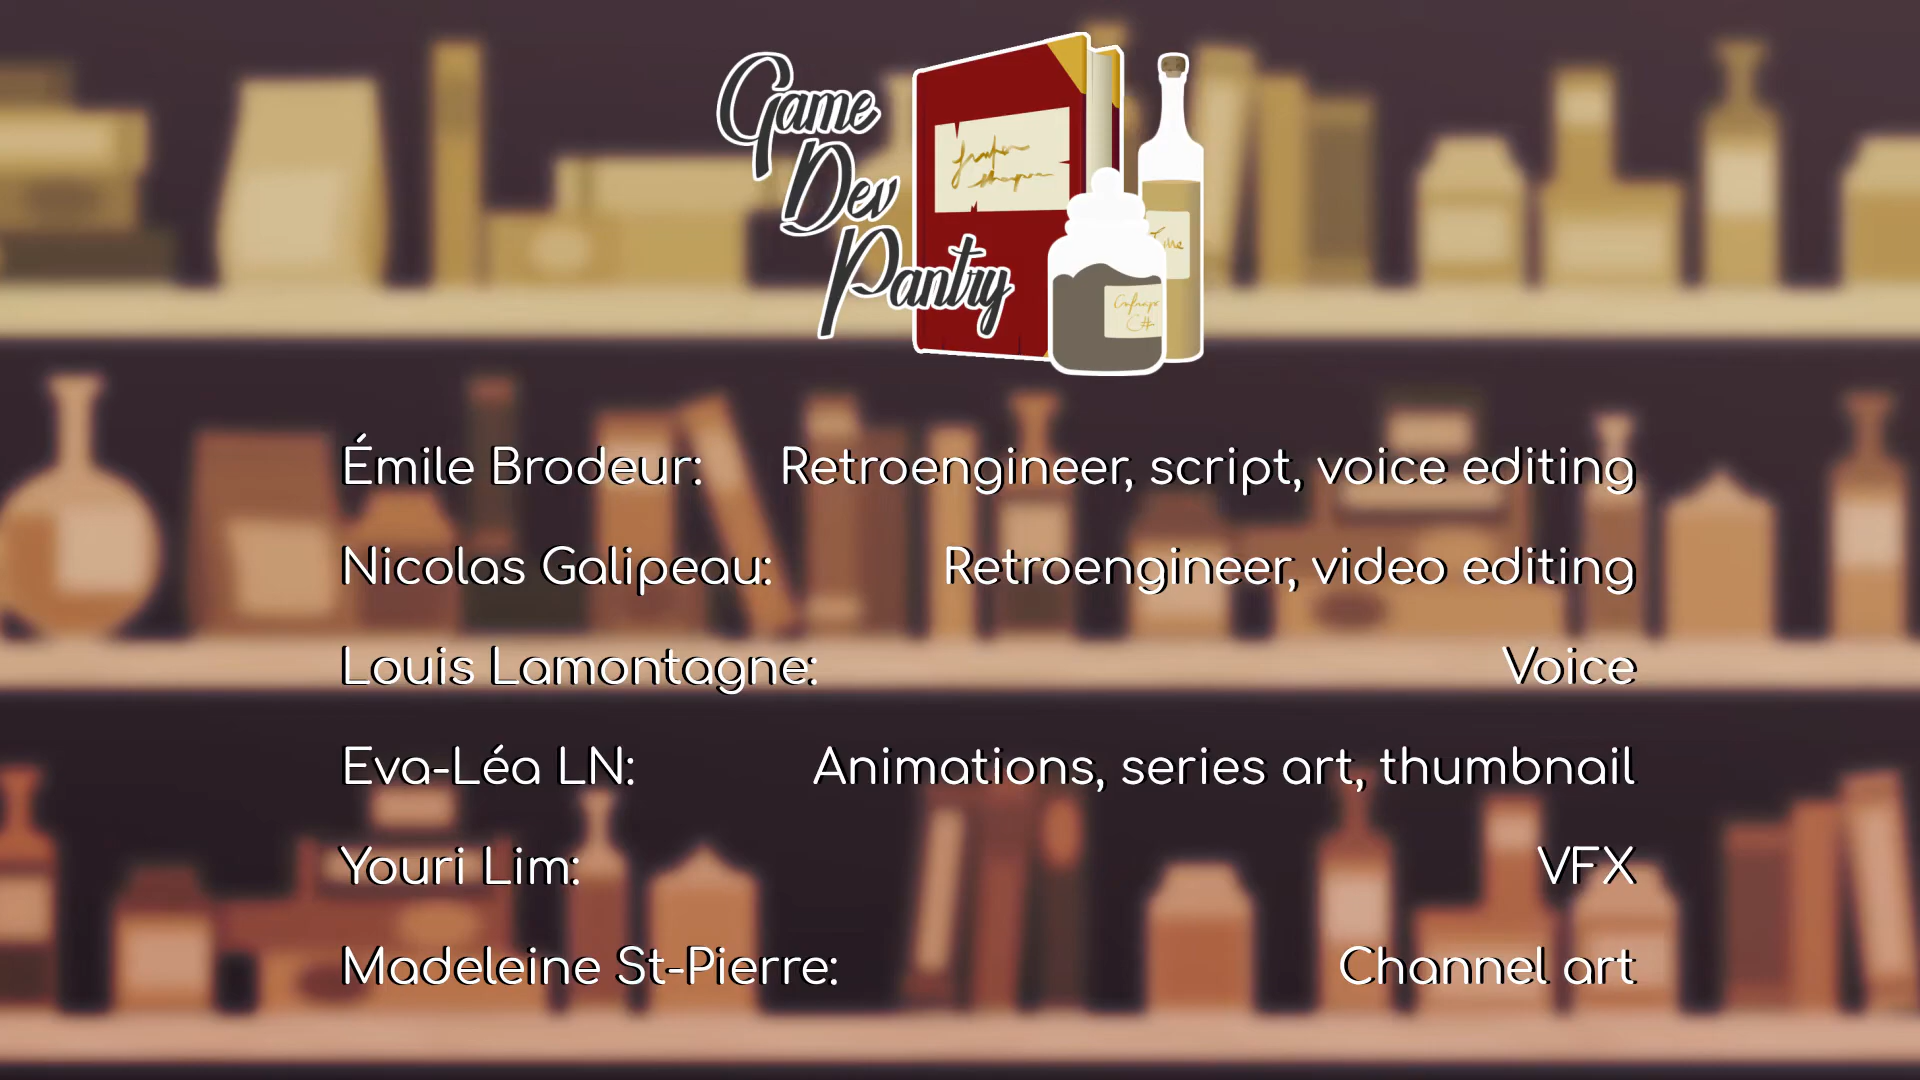 Game
Dev
Pantry
C#
Émile Brodeur: Retroengineer, script, voice editing
Nicolas Galipeau: Retroengineer, video editing
Louis Lamontagne: Voice
Eva-Léa LN: Animations, series art, thumbnail
Youri Lim: VFX
Madeleine St-Pierre: Channel art